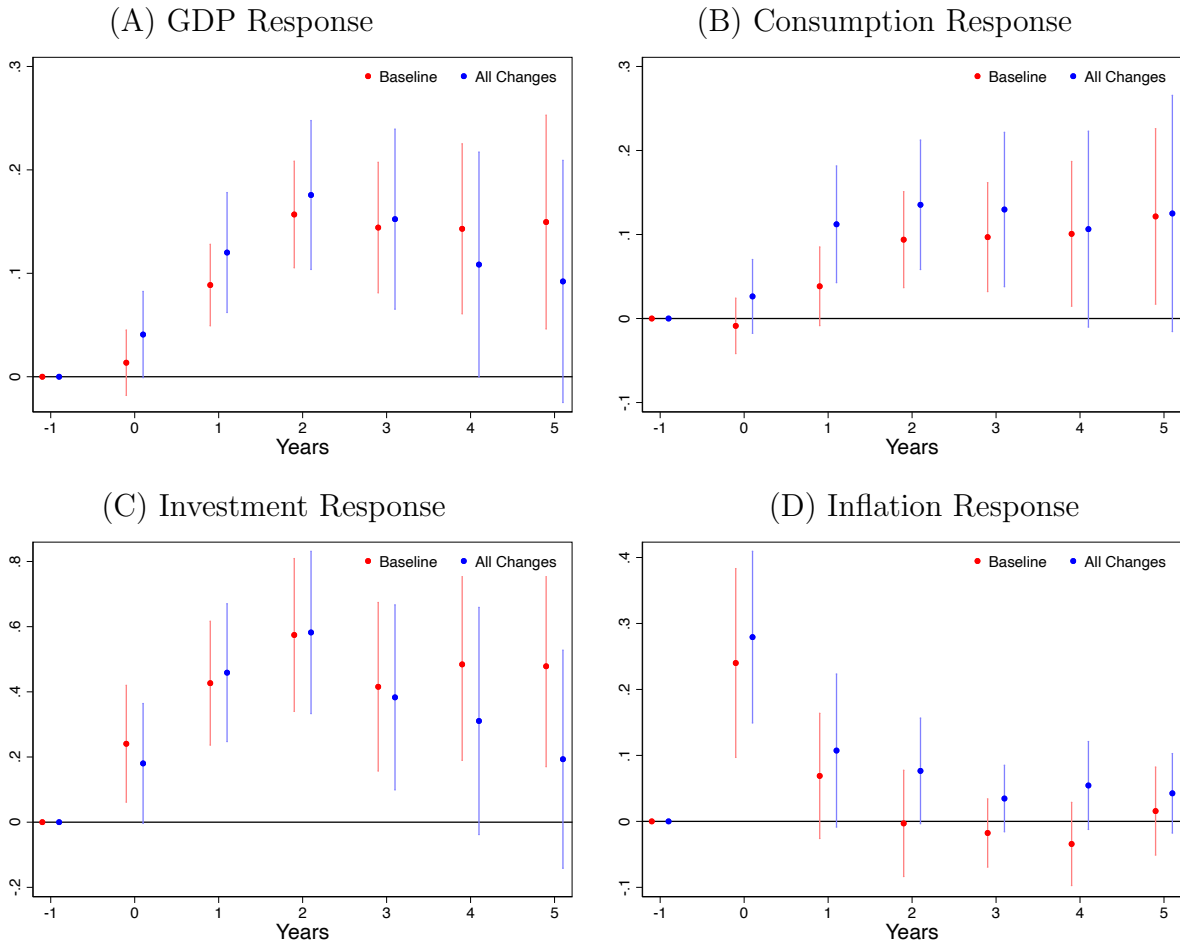 (A) GDP Response
Baseline
All Changes
.3
.2
.1
0
-1 0 1 2 3 4 5
Years
(B) Consumption Response
Baseline
All Changes
.3
.2
.1
0
-.1
-1 0 1 2 3 4 5
Years
(C) Investment Response
Baseline
All Changes
.8
.6
.4
.2
0
-.2
-1 0 1 2 3 4 5
Years
(D) Inflation Response
Baseline
All Changes
.4
.3
.2
.1
0
-.1
-1 0 1 2 3 4 5
Years